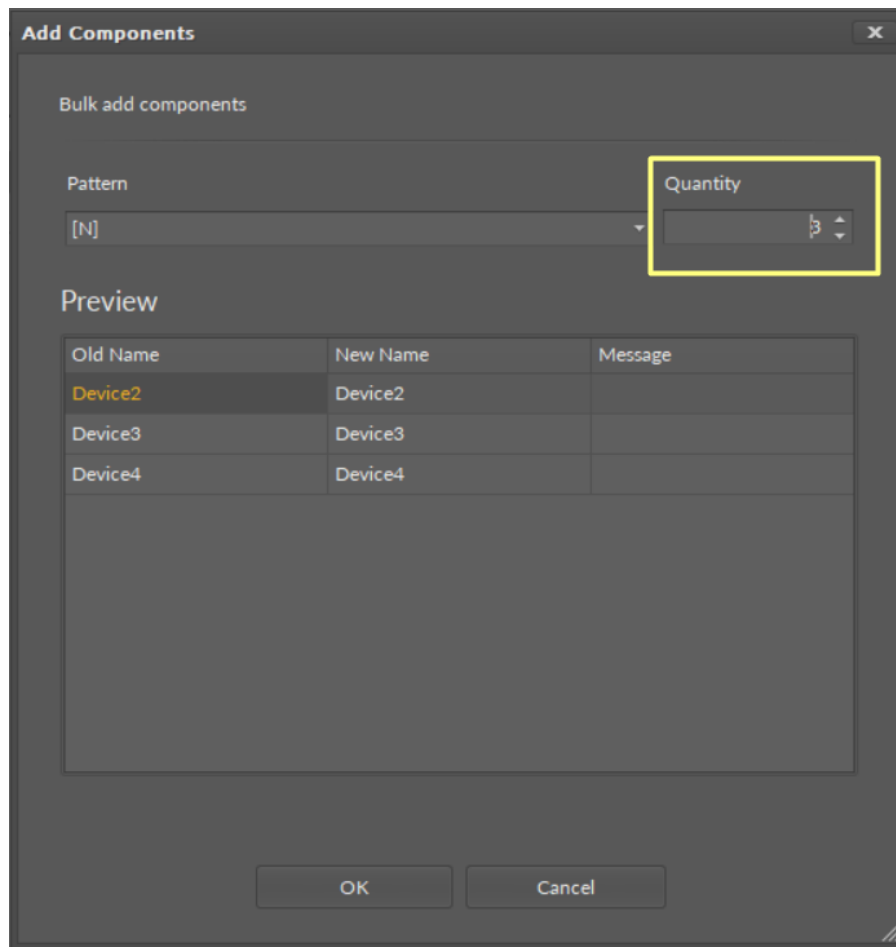 Add Components
Bulk add components
Pattern Quantity
[N] 3
Preview
Old Name New Name Message
Device2 Device2
Device3 Device3
Device4 Device4
OK Cancel